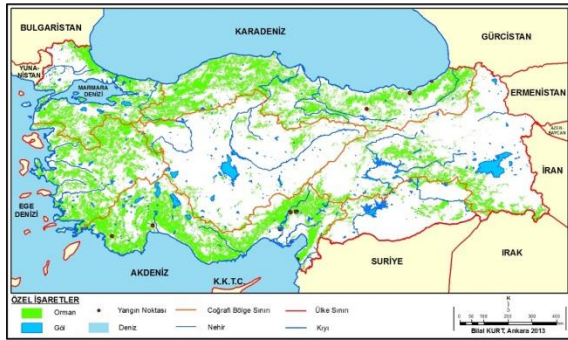 BULGARİSTAN
KARADENİZ
GÜRCİSTAN
YUNA-
NİSTAN
MARMARA
DENİZİ
ERMENİSTAN
AZER-
BAYCAN
İRAN
EGE
DENİZİ
AKDENİZ
K.K.T.C.
SURİYE
IRAK
ÖZEL İŞARETLER
Orman
Yangın Noktası
Coğrafi Bölge Sınırı
Ülke Sınırı
Göl
Deniz
Nehir
Kıyı
K
Bilal KURT, Ankara 2013